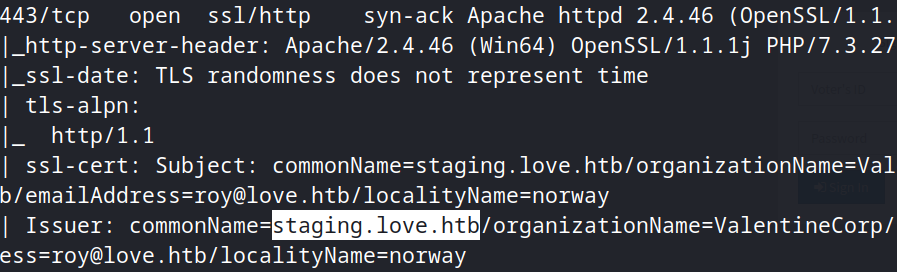 443/tcp   open  ssl/http     syn-ack Apache httpd 2.4.46 (OpenSSL/1.1.
|_http-server-header: Apache/2.4.46 (Win64) OpenSSL/1.1.1j PHP/7.3.27
|_ssl-date: TLS randomness does not represent time
| tls-alpn:
|_  http/1.1
| ssl-cert: Subject: commonName=staging.love.htb/organizationName=Val
b/emailAddress=roy@love.htb/localityName=norway
| Issuer: commonName=staging.love.htb/organizationName=ValentineCorp/
ess=roy@love.htb/localityName=norway